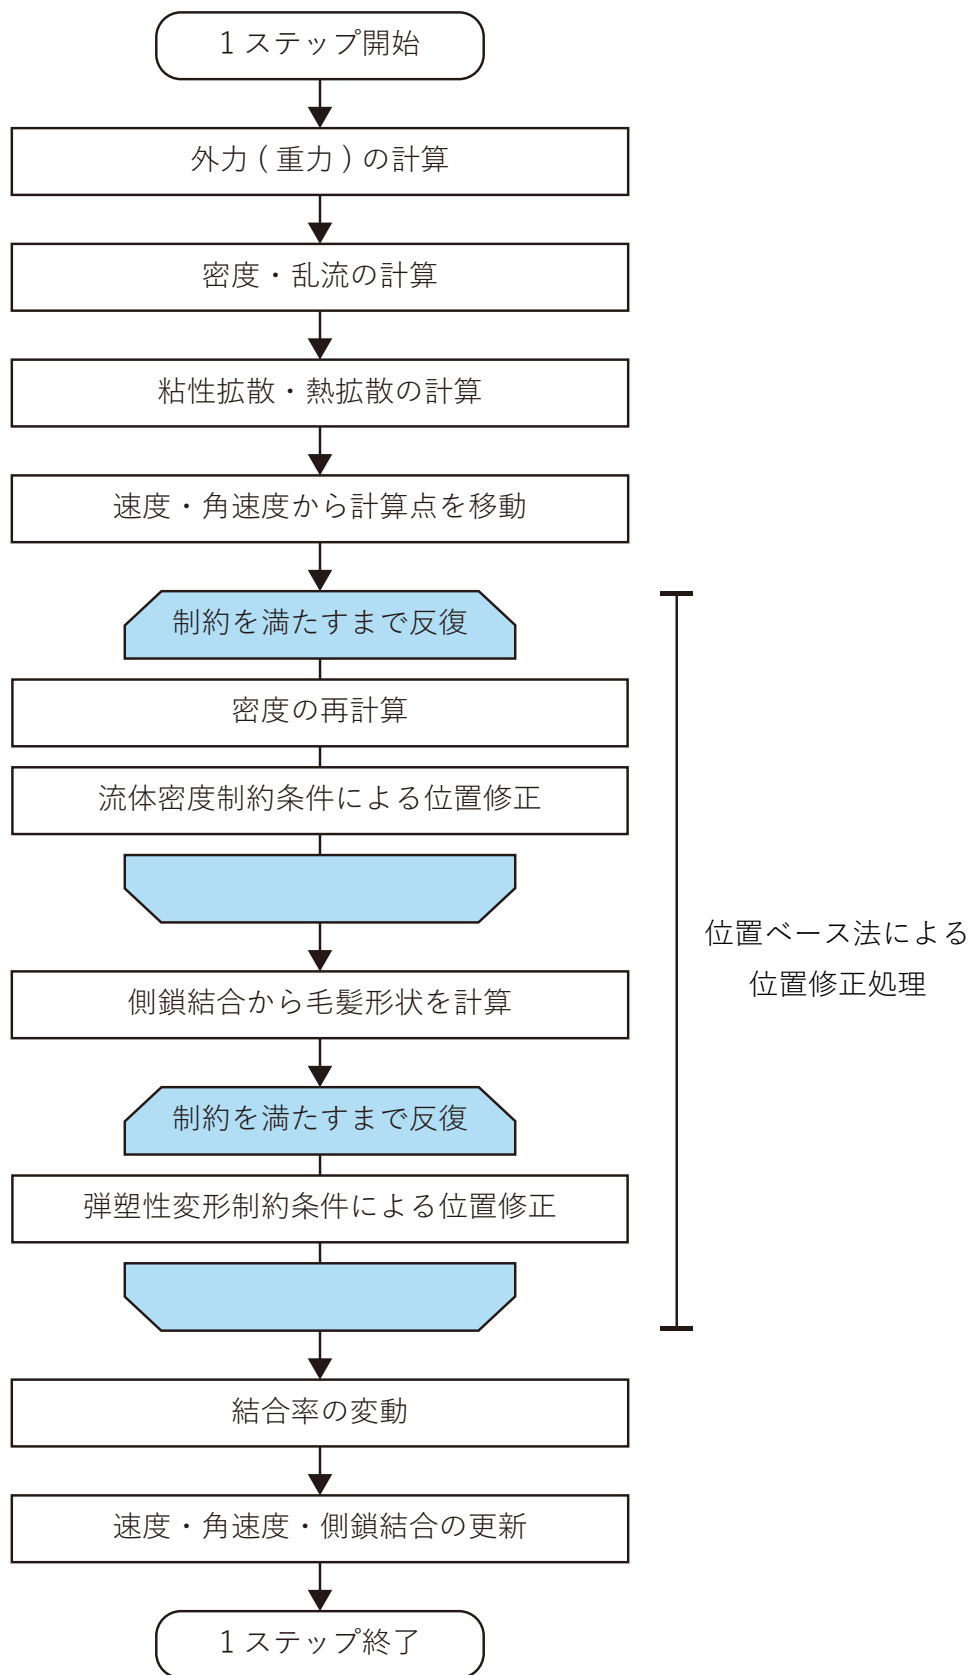 1 ステップ開始
外力 ( 重力 ) の計算
密度・乱流の計算
粘性拡散・熱拡散の計算
速度・角速度から計算点を移動
制約を満たすまで反復
密度の再計算
流体密度制約条件による位置修正
側鎖結合から毛髪形状を計算
制約を満たすまで反復
弾塑性変形制約条件による位置修正
位置ベース法による
位置修正処理
結合率の変動
速度・角速度・側鎖結合の更新
1 ステップ終了